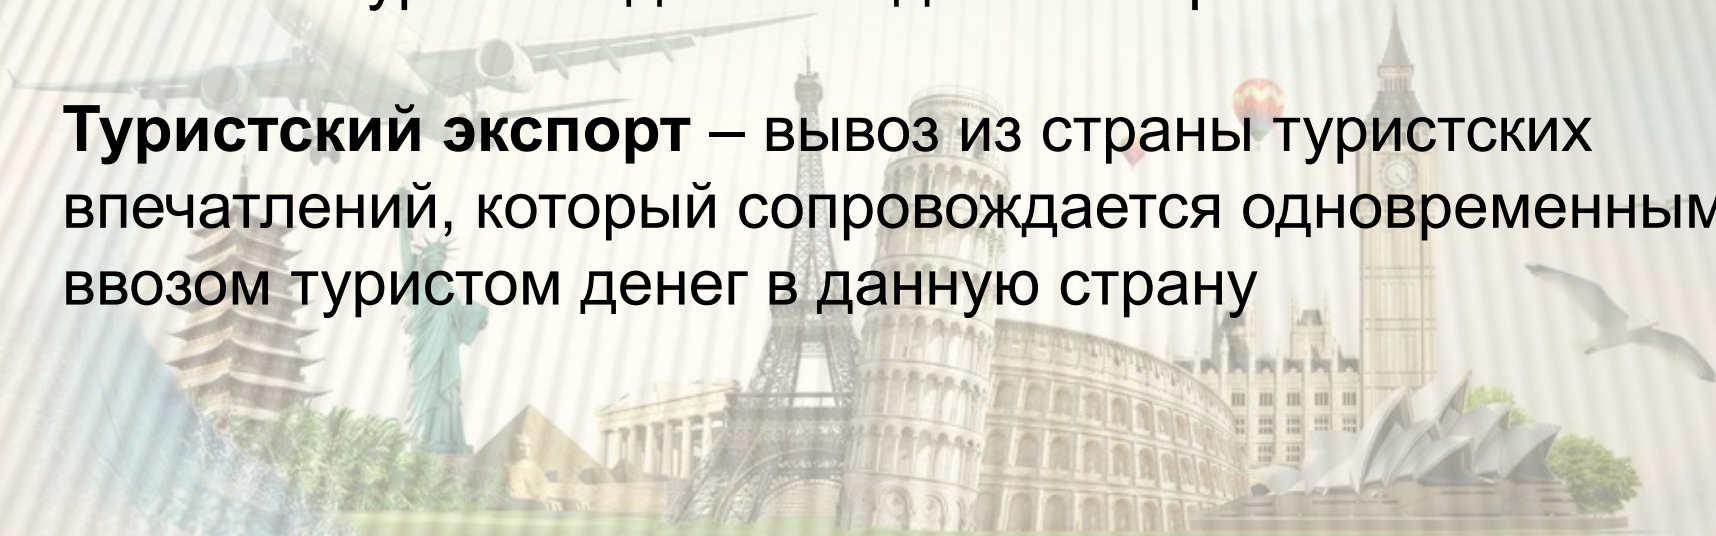 Туристский экспорт – вывоз из страны туристских
впечатлений, который сопровождается одновременным
ввозом туристом денег в данную страну